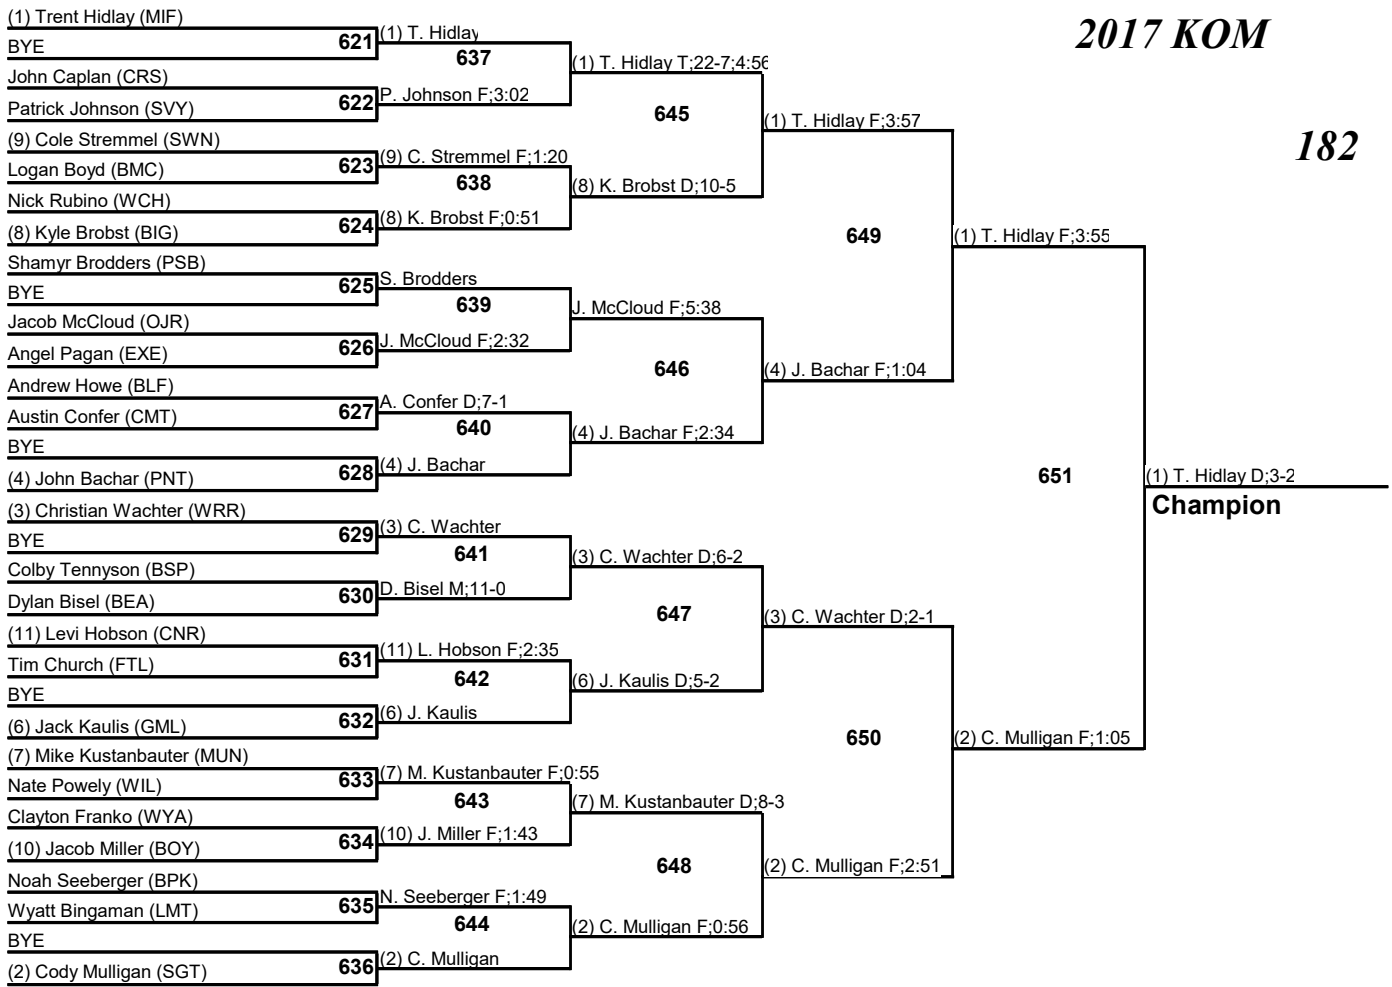 2017 KOM
182
(1) Trent Hidlay (MIF)
BYE
John Caplan (CRS)
Patrick Johnson (SVY)
(9) Cole Stremmel (SWN)
Logan Boyd (BMC)
Nick Rubino (WCH)
(8) Kyle Brobst (BIG)
Shamyr Brodders (PSB)
BYE
Jacob McCloud (OJR)
Angel Pagan (EXE)
Andrew Howe (BLF)
Austin Confer (CMT)
BYE
(4) John Bachar (PNT)
(3) Christian Wachter (WRR)
BYE
Colby Tennyson (BSP)
Dylan Bisel (BEA)
(11) Levi Hobson (CNR)
Tim Church (FTL)
BYE
(6) Jack Kaulis (GML)
(7) Mike Kustanbauter (MUN)
Nate Powely (WIL)
Clayton Franko (WYA)
(10) Jacob Miller (BOY)
Noah Seeberger (BPK)
Wyatt Bingaman (LMT)
BYE
(2) Cody Mulligan (SGT)
621
622
623
624
625
626
627
628
629
630
631
632
633
634
635
636
(1) T. Hidlay
637
P. Johnson F;3:02
(9) C. Stremmel F;1:20
638
(8) K. Brobst F;0:51
S. Brodders
639
J. McCloud F;2:32
A. Confer D;7-1
640
(4) J. Bachar
(3) C. Wachter
641
D. Bisel M;11-0
(11) L. Hobson F;2:35
642
(6) J. Kaulis
(7) M. Kustanbauter F;0:55
643
(10) J. Miller F;1:43
N. Seeberger F;1:49
644
(2) C. Mulligan
(1) T. Hidlay T;22-7;4:56
645
(8) K. Brobst D;10-5
J. McCloud F;5:38
646
(4) J. Bachar F;2:34
(3) C. Wachter D;6-2
647
(6) J. Kaulis D;5-2
(7) M. Kustanbauter D;8-3
648
(2) C. Mulligan F;0:56
(1) T. Hidlay F;3:57
649
(4) J. Bachar F;1:04
(3) C. Wachter D;2-1
650
(2) C. Mulligan F;2:51
(1) T. Hidlay F;3:55
651
(2) C. Mulligan F;1:05
(1) T. Hidlay D;3-2
Champion